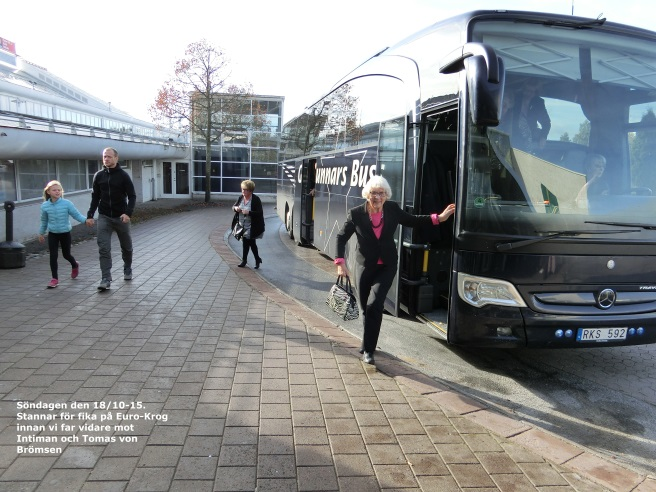 Gunnars Bus
RKS 592
Söndagen den 18/10-15.
Stannar för fika på Euro-Krog
innan vi far vidare mot
Intiman och Tomas von
Brömsen